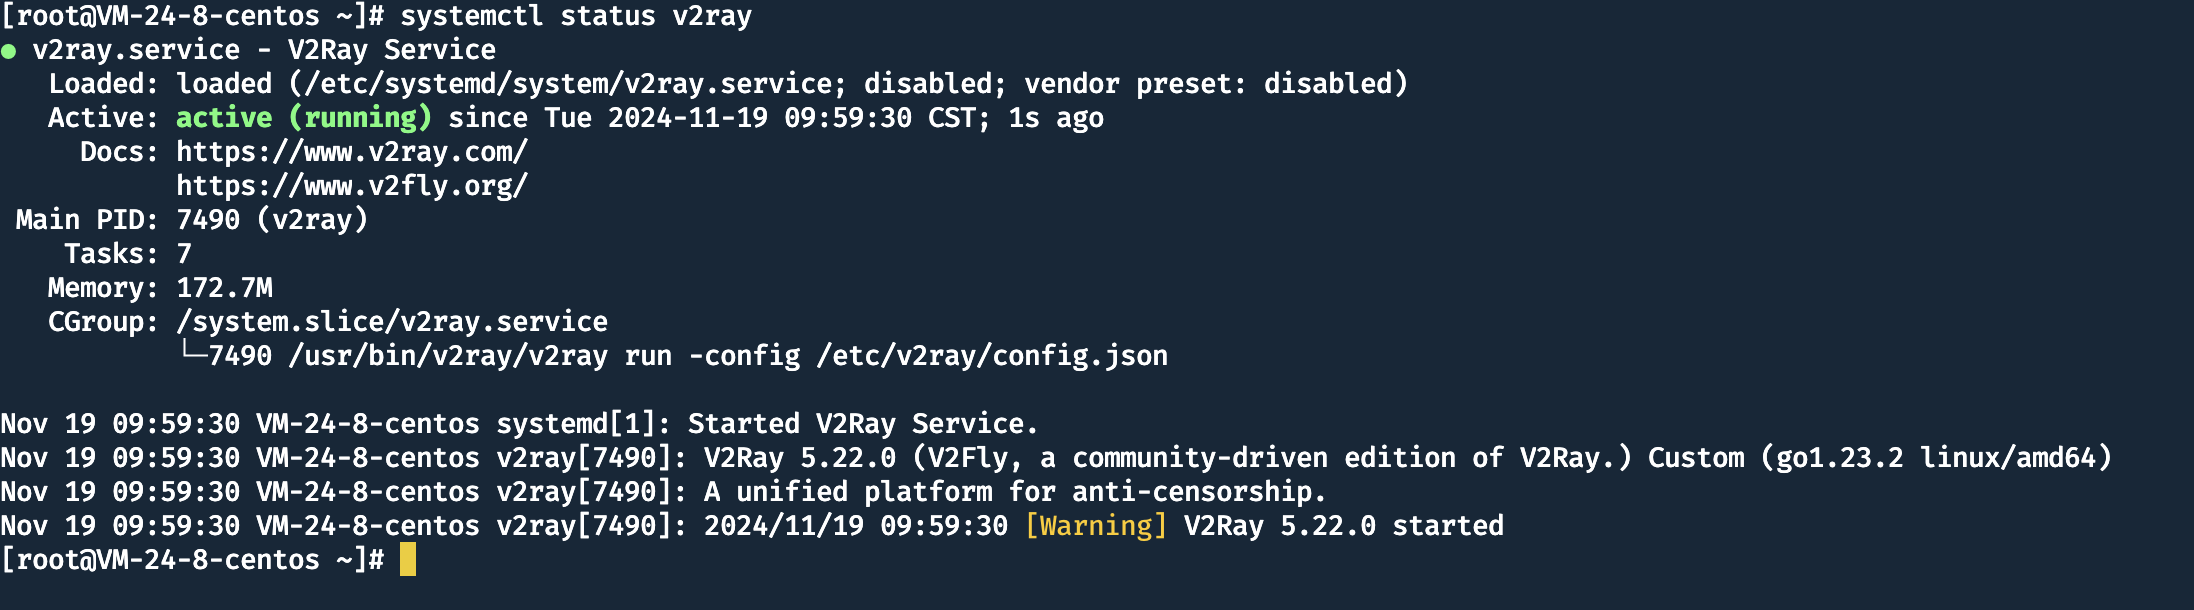 [root@VM-24-8-centos ~]# systemctl status v2ray
● v2ray.service - V2Ray Service
   Loaded: loaded (/etc/systemd/system/v2ray.service; disabled; vendor preset: disabled)
   Active: active (running) since Tue 2024-11-19 09:59:30 CST; 1s ago
     Docs: https://www.v2ray.com/
           https://www.v2fly.org/
 Main PID: 7490 (v2ray)
    Tasks: 7
   Memory: 172.7M
   CGroup: /system.slice/v2ray.service
           └─7490 /usr/bin/v2ray/v2ray run -config /etc/v2ray/config.json
Nov 19 09:59:30 VM-24-8-centos systemd[1]: Started V2Ray Service.
Nov 19 09:59:30 VM-24-8-centos v2ray[7490]: V2Ray 5.22.0 (V2Fly, a community-driven edition of V2Ray.) Custom (go1.23.2 linux/amd64)
Nov 19 09:59:30 VM-24-8-centos v2ray[7490]: A unified platform for anti-censorship.
Nov 19 09:59:30 VM-24-8-centos v2ray[7490]: 2024/11/19 09:59:30 [Warning] V2Ray 5.22.0 started
[root@VM-24-8-centos ~]#